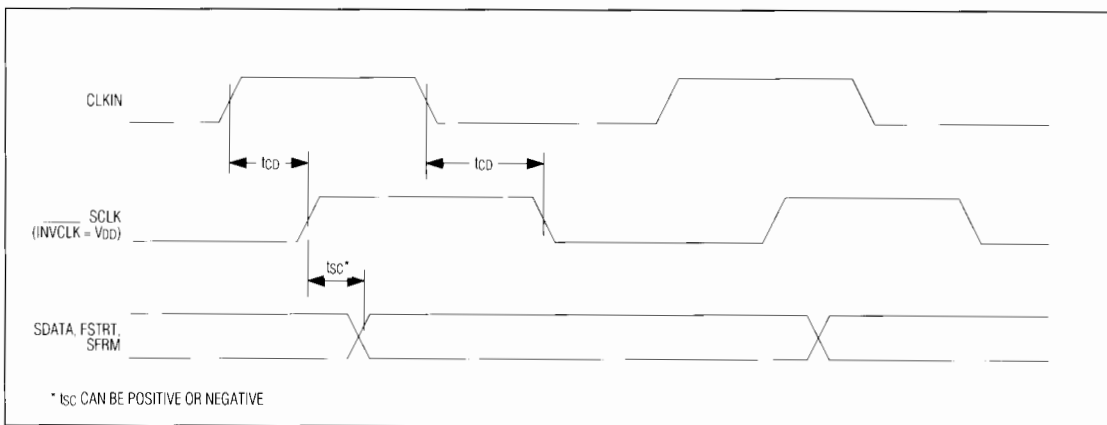 CLKIN
tCD
tCD
SCLK
(INVCLK = VDD)
tSC*
SDATA, FSTRT,
SFRM
* tSC CAN BE POSITIVE OR NEGATIVE